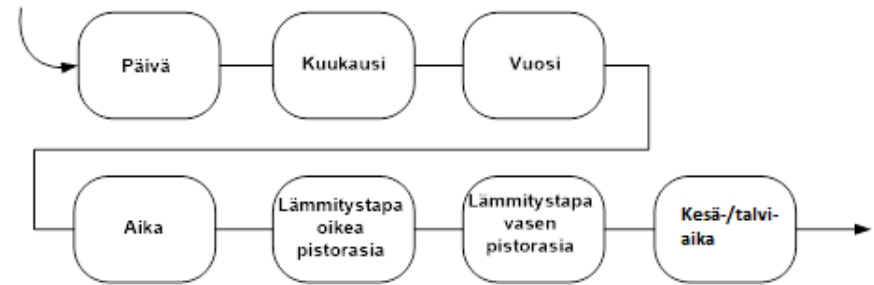 Päivä
Kuukausi
Vuosi
Aika
Lämmitystapa
oikea
pistorasia
Lämmitystapa
vasen
pistorasia
Kesä-/talvi-
aika